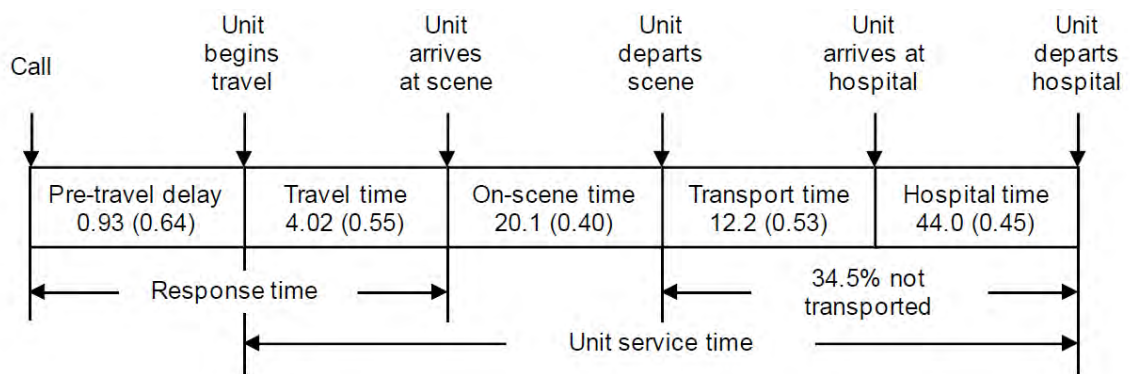 Call
Unit
begins
travel
Unit
arrives
at scene
Unit
departs
scene
Unit
arrives at
hospital
Unit
departs
hospital
Pre-travel delay
0.93 (0.64)
Travel time
4.02 (0.55)
On-scene time
20.1 (0.40)
Transport time
12.2 (0.53)
Hospital time
44.0 (0.45)
Response time
34.5% not
transported
Unit service time